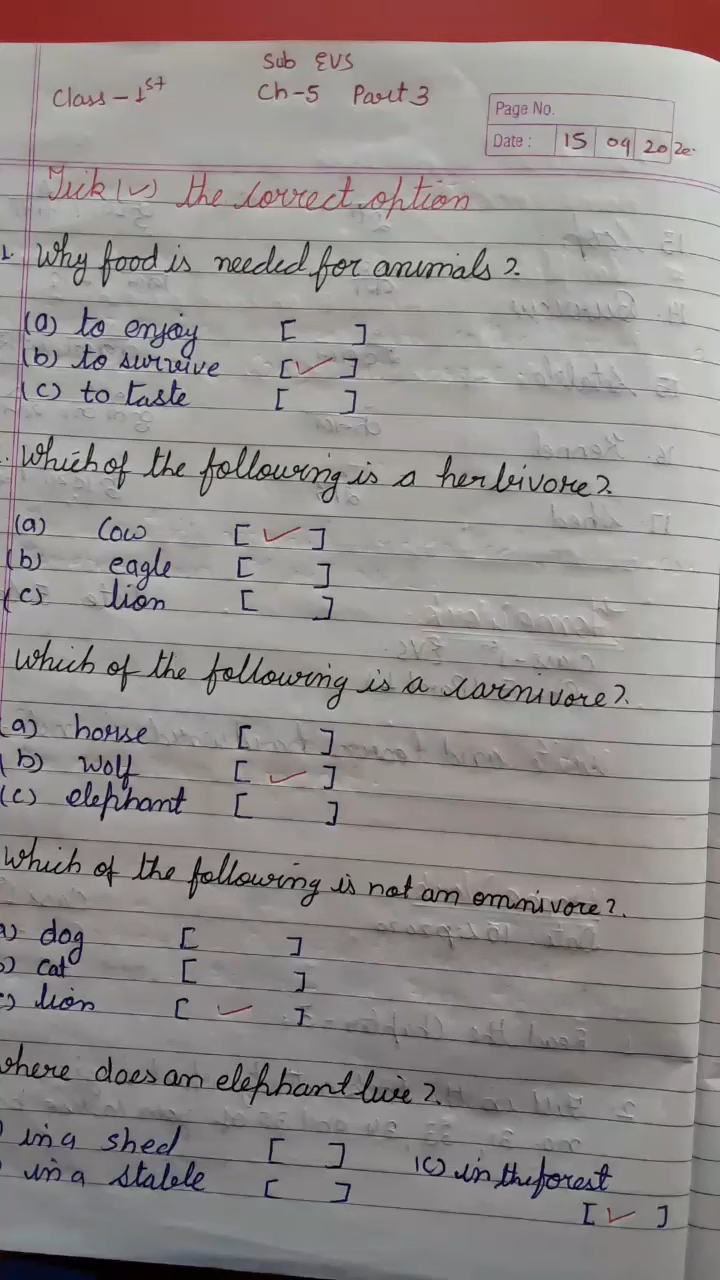 Sub EVS
Class - 1st Ch-5 Part 3
Page No.
Date: 15 04 2020
Tick (✓) the correct option
1. Why food is needed for animals?
(a) to enjoy [ ]
(b) to survive [✓]
(c) to taste [ ]
. Which of the following is a herbivore?
(a) Cow [✓]
(b) eagle [ ]
(c) lion [ ]
Which of the following is a carnivore?
(a) horse [ ]
(b) wolf [✓]
(c) elephant [ ]
Which of the following is not an omnivore?
a) dog [ ]
b) cat [ ]
c) lion [✓]
where does an elephant live?
) in a shed [ ] (c) in the forest
) in a stable [ ] [✓]